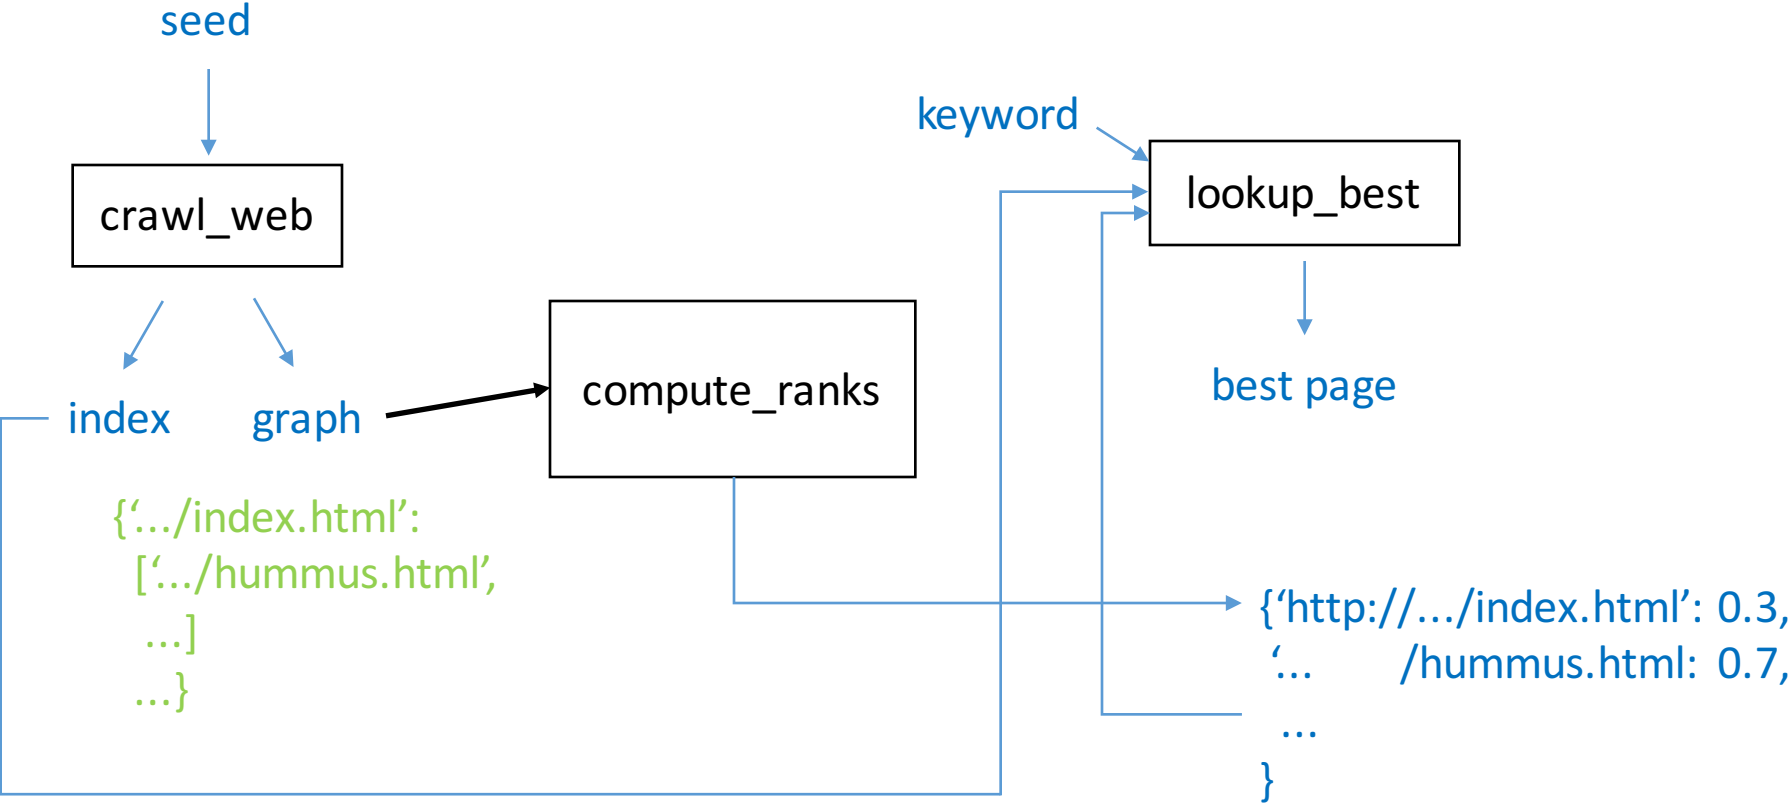 seed
keyword
crawl_web
lookup_best
compute_ranks
best page
index
graph
{‘.../index.html’:
[‘.../hummus.html’,
...]
...}
{‘http://.../index.html’: 0.3,
‘... /hummus.html: 0.7,
...
}